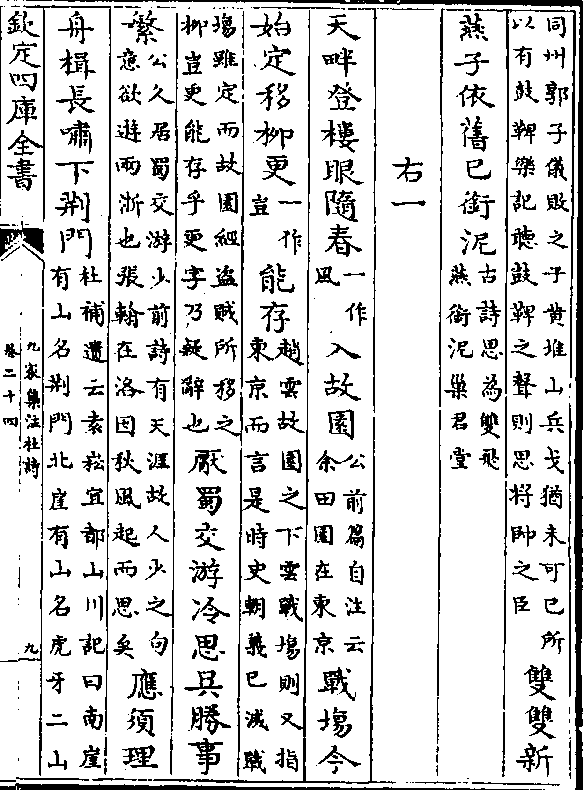 同州郭子儀敗之于黄堆山兵戈猶未可已所
以有鼓鞞樂記聽鼓鞞之聲則思將帥之臣
雙雙新
燕子依舊已銜泥
古詩思為雙飛
燕銜泥巢君堂
右一
天畔登樓眼隨春
一作
風
入故園
公前篇自注云
余田園在東京
戰塲今
始定移柳更
一作
豈
能存
趙云故園之下雲戰塲則又指
東京而言是時史朝義已滅戰
塲雖定而故園經盜賊所移之
柳豈更能存乎更字乃疑辭也
厭蜀交游冷思呉勝事
繁
公久居蜀交游少前詩有天涯故人少之句
意欲遊兩浙也張翰在洛因秋風起而思矣
應須理
舟楫長嘯下荆門
杜補遺云袁崧宜都山川記曰南崖
有山名荆門北崖有山名虎牙二山
欽定四庫全書
九家集注杜詩
卷二十四
九